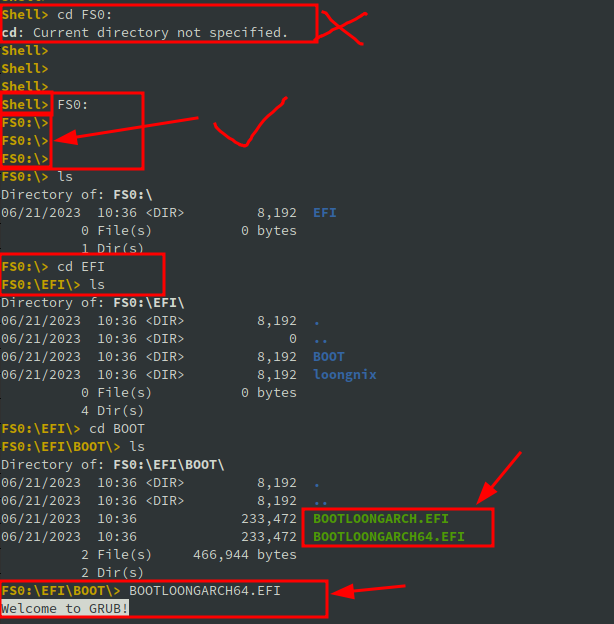 Shell> cd FS0:
cd: Current directory not specified.
Shell>
Shell>
Shell>
Shell> FS0:
FS0:\>
FS0:\>
FS0:\>
FS0:\> ls
Directory of: FS0:\
06/21/2023  10:36 <DIR>         8,192  EFI
          0 File(s)           0 bytes
          1 Dir(s)
FS0:\> cd EFI
FS0:\EFI\> ls
Directory of: FS0:\EFI\
06/21/2023  10:36 <DIR>         8,192  .
06/21/2023  10:36 <DIR>             0  ..
06/21/2023  10:36 <DIR>         8,192  BOOT
06/21/2023  10:36 <DIR>         8,192  loongnix
          0 File(s)           0 bytes
          4 Dir(s)
FS0:\EFI\> cd BOOT
FS0:\EFI\BOOT\> ls
Directory of: FS0:\EFI\BOOT\
06/21/2023  10:36 <DIR>         8,192  .
06/21/2023  10:36 <DIR>         8,192  ..
06/21/2023  10:36             233,472  BOOTLOONGARCH.EFI
06/21/2023  10:36             233,472  BOOTLOONGARCH64.EFI
          2 File(s)     466,944 bytes
          2 Dir(s)
FS0:\EFI\BOOT\> BOOTLOONGARCH64.EFI
Welcome to GRUB!